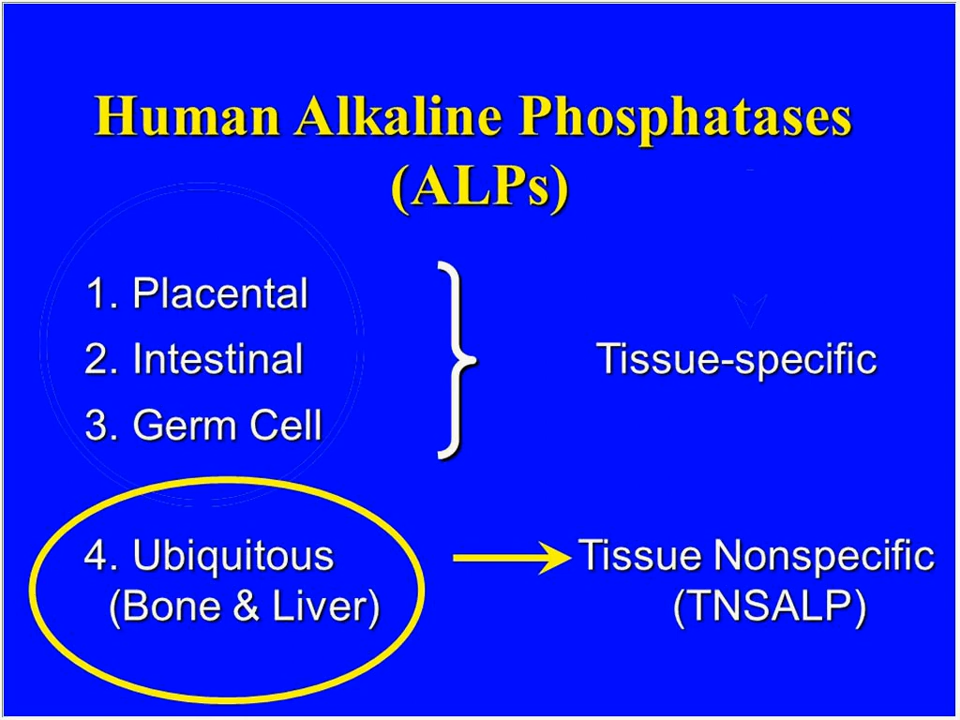 Human Alkaline Phosphatases
(ALPs)
1. Placental
2. Intestinal
Tissue-specific
3. Germ Cell
4. Ubiquitous
(Bone & Liver)
Tissue Nonspecific
(TNSALP)